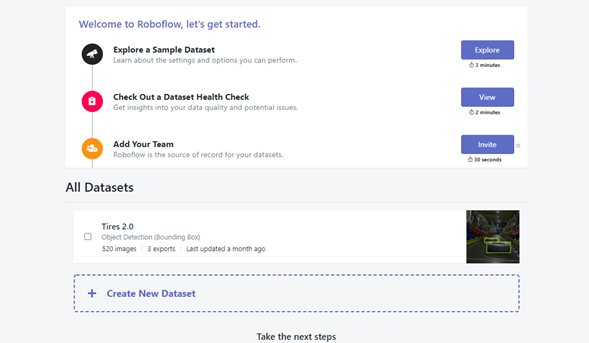 Welcome to Roboflow, let's get started.
Explore a Sample Dataset
Learn about the settings and options you can perform.
Explore
3 minutes
Check Out a Dataset Health Check
Get insights into your data quality and potential issues.
View
2 minutes
Add Your Team
Roboflow is the source of record for your datasets.
Invite
30 seconds
All Datasets
Tires 2.0
Object Detection (Bounding Box)
520 images 3 exports Last updated a month ago
+ Create New Dataset
Take the next steps